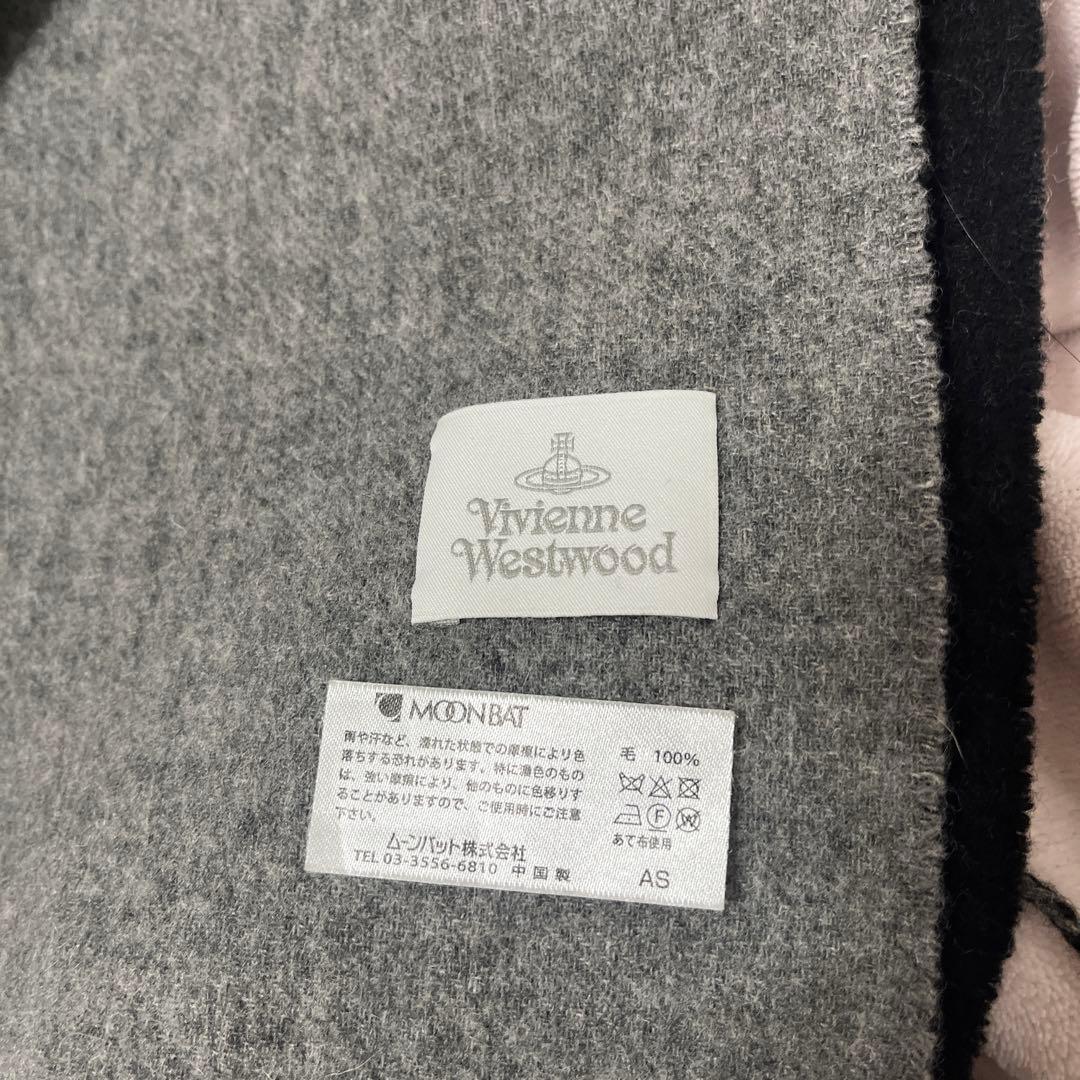 Vivienne
Westwood
MOONBAT
雨や汗など、濡れた状態での摩擦により色
落ちする恐れがあります。特に濃色のもの
は、強い摩擦により、他のものに色移りす
ることがありますので、ご使用時にご注意
下さい。
ムーンバット株式会社
TEL 03-3556-6810 中国製
毛 100%
F
W
あて布使用
AS